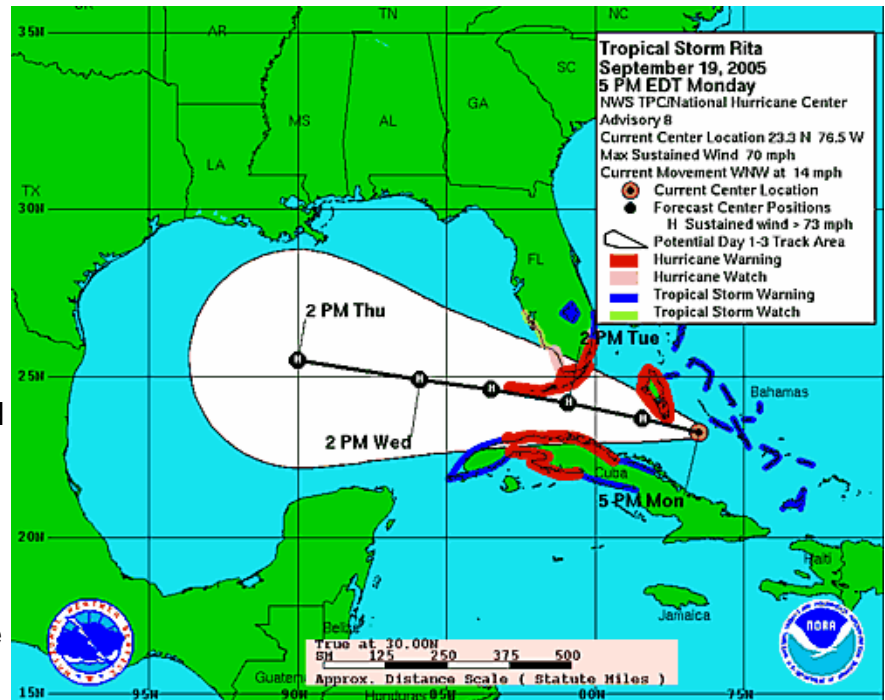 TN
NC
35N
AR
SC
MS
AL
GA
LA
TX
30N
FL
Tropical Storm Rita
September 19, 2005
5 PM EDT Monday
NWS TPC/National Hurricane Center
Advisory 8
Current Center Location 23.3 N 76.5 W
Max Sustained Wind 70 mph
Current Movement WNW at 14 mph
Current Center Location
Forecast Center Positions
H Sustained wind > 73 mph
Potential Day 1-3 Track Area
Hurricane Warning
Hurricane Watch
Tropical Storm Warning
Tropical Storm Watch
2 PM Thu
2 PM Tue
H
25N
H
H
H
H
Bahamas
2 PM Wed
Cuba
5 PM Mon
20N
Haiti
Jamaica
Belize
NOAA
True at 30.00N
SM 125 250 375 500
Approx. Distance Scale ( Statute Miles )
15N
95W
90W
85W
80W
75W
Honduras